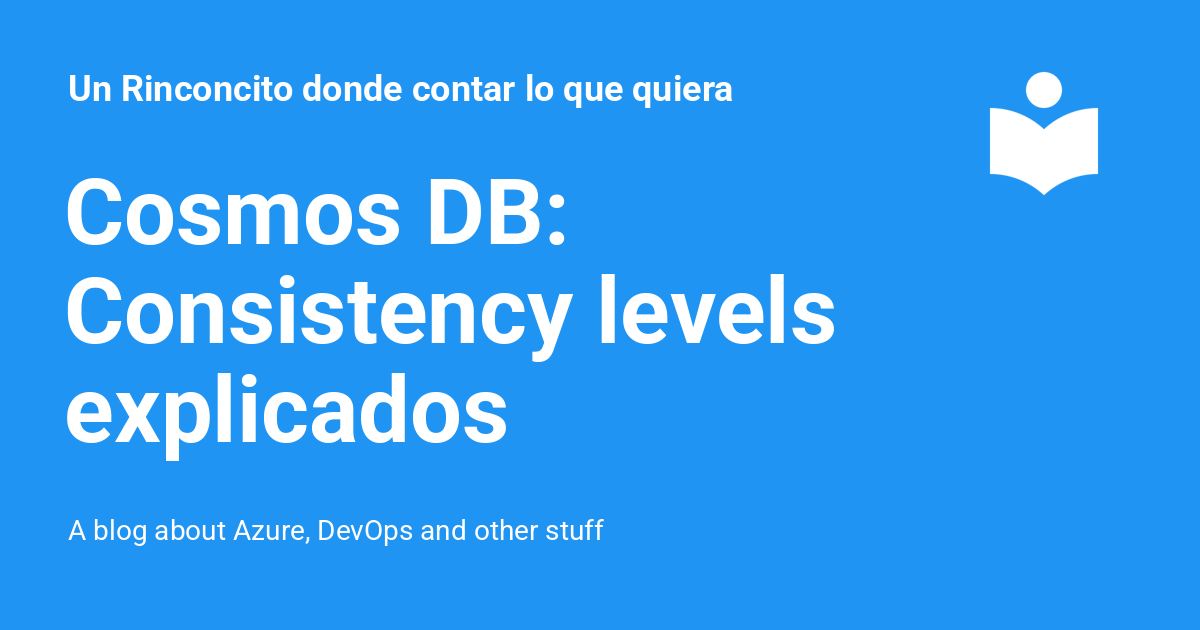 Un Rinconcito donde contar lo que quiera
Cosmos DB:
Consistency levels
explicados
A blog about Azure, DevOps and other stuff